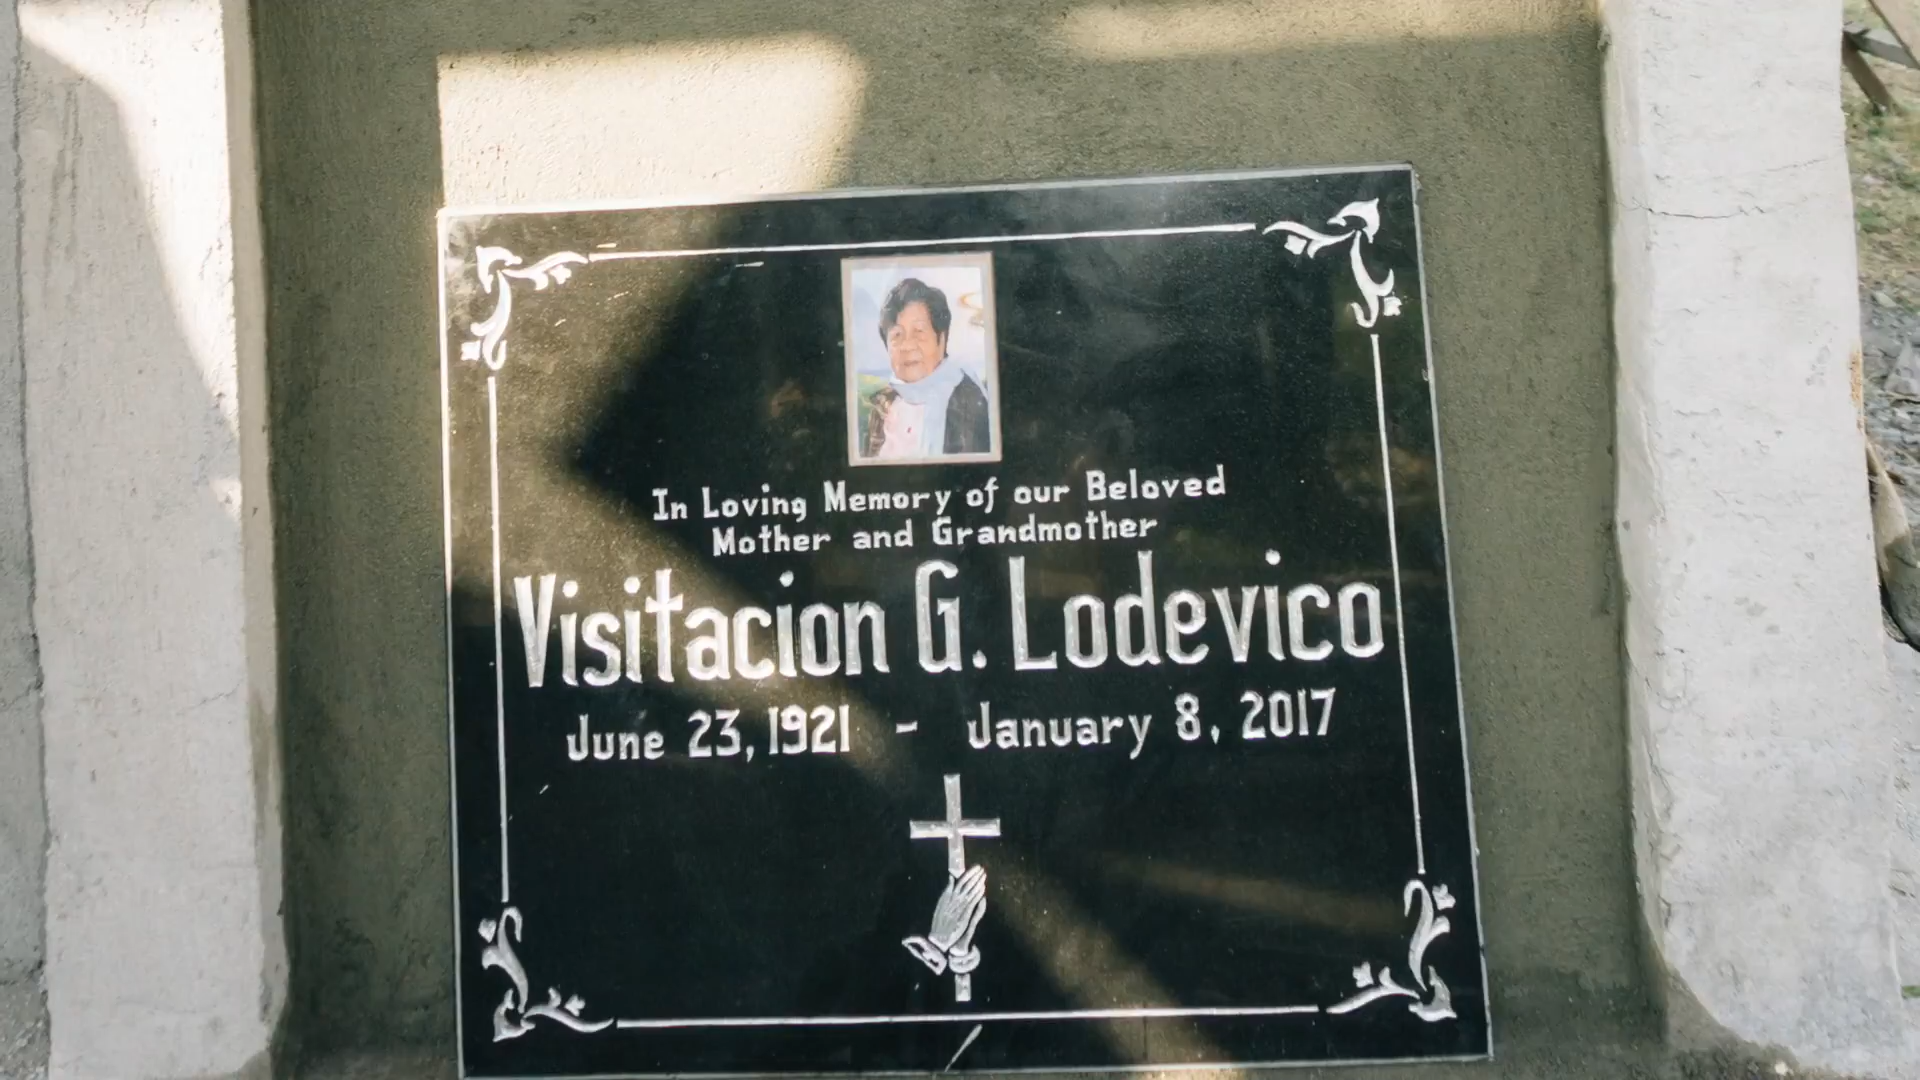 In Loving Memory of our Beloved
Mother and Grandmother
Visitacion G. Lodevico
June 23, 1921 - January 8, 2017